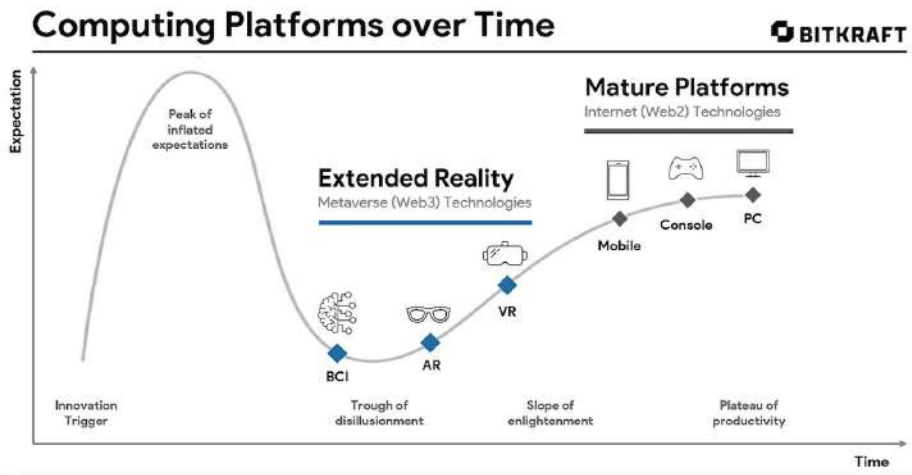 Computing Platforms over Time
BITKRAFT
Expectation
Peak of
inflated
expectations
Mature Platforms
Internet (Web2) Technologies
Extended Reality
Metaverse (Web3) Technologies
Mobile
Console
PC
VR
BCI
AR
Innovation
Trigger
Trough of
disillusionment
Slope of
enlightenment
Plateau of
productivity
Time